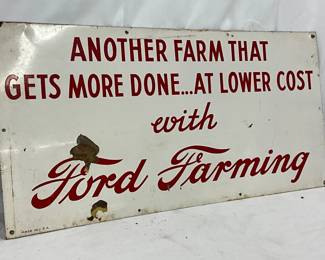 ANOTHER FARM THAT
GETS MORE DONE...AT LOWER COST
with
Ford Farming